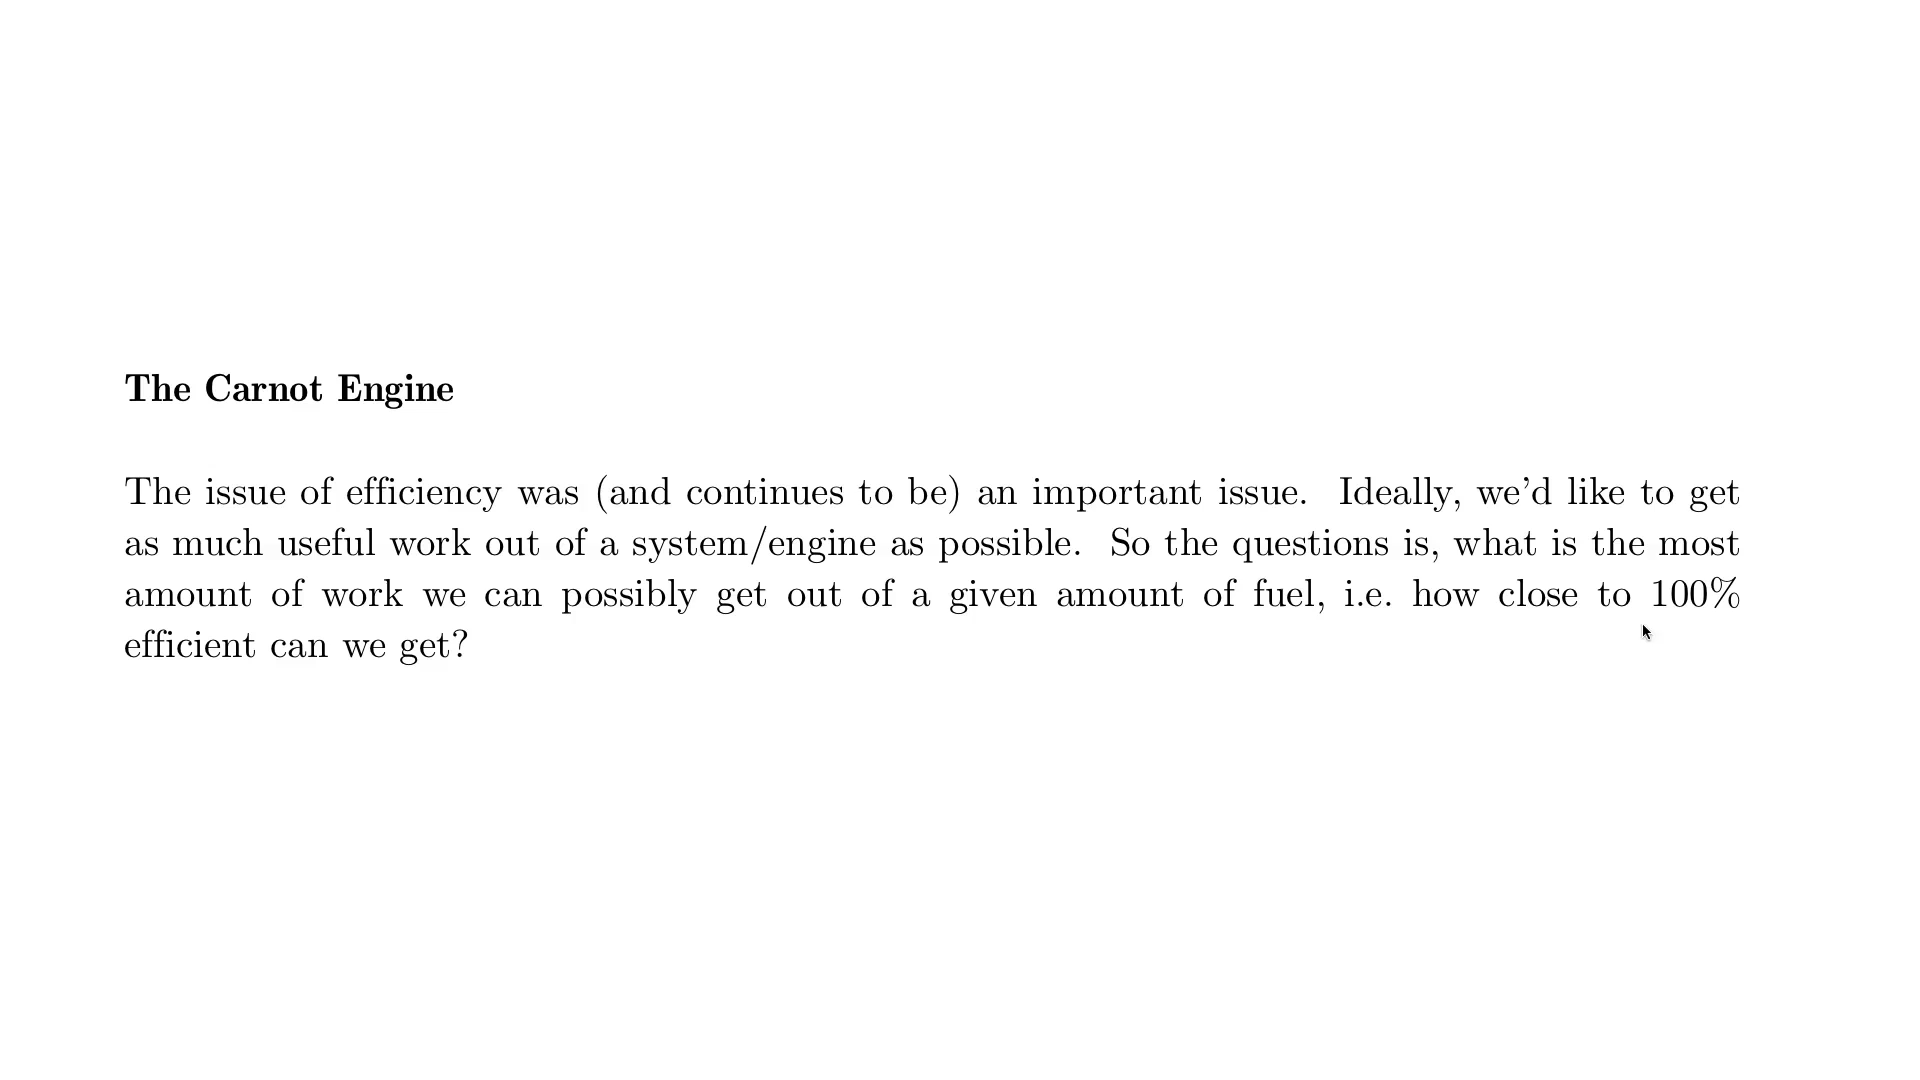 The Carnot Engine
The issue of efficiency was (and continues to be) an important issue. Ideally, we'd like to get
as much useful work out of a system/engine as possible. So the questions is, what is the most
amount of work we can possibly get out of a given amount of fuel, i.e. how close to 100%
efficient can we get?